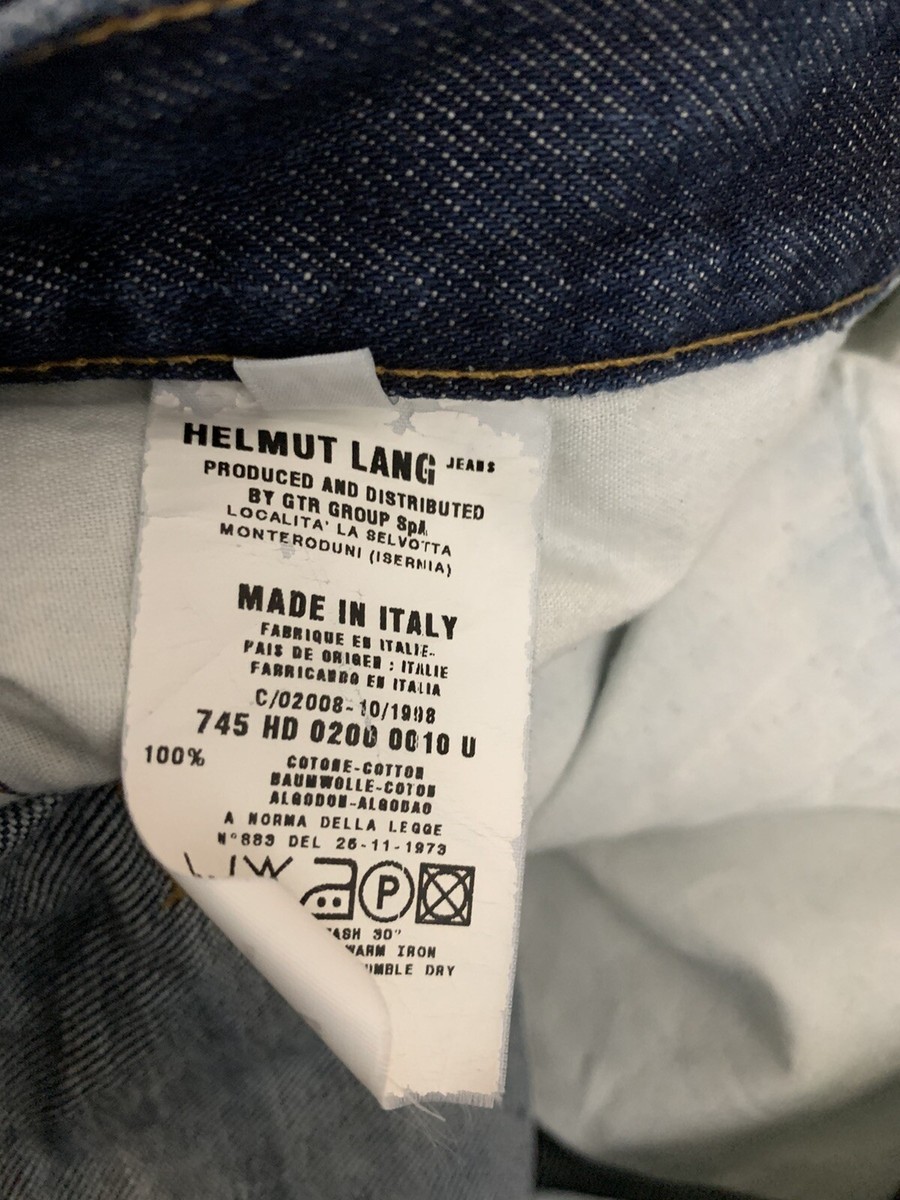 HELMUT LANG JEANS
PRODUCED AND DISTRIBUTED
BY GTR GROUP SpA
LOCALITA' LA SELVOTTA
MONTERODUNI (ISERNIA)
MADE IN ITALY
FABRIQUE EN ITALIE-
PAIS DE ORIGEN : ITALIE
FABRICANDO EN ITALIA
C/02008-10/1998
745 HD 0200 0010 U
100%
COTONE-COTTON
BAUMWOLLE-COTON
ALGODON-ALGODAO
A NORMA DELLA LEGGE
N°883 DEL 26-11-1973
P
30°
WARM IRON
DRY